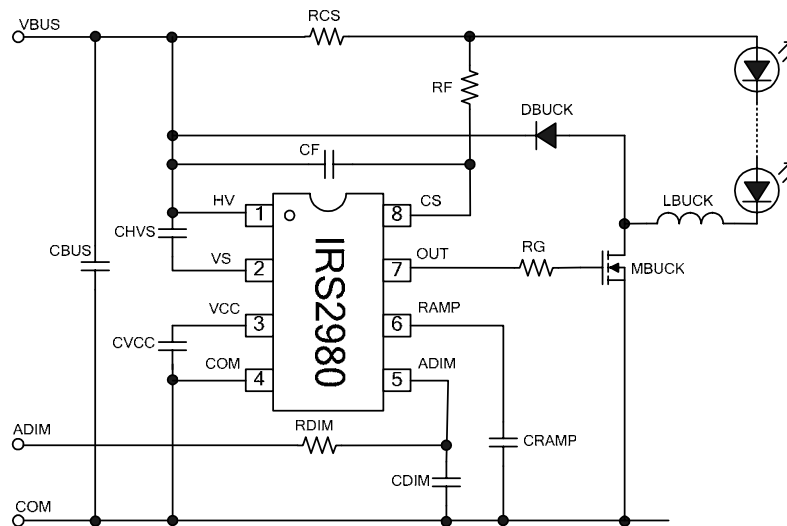 VBUS
RCS
RF
DBUCK
CF
HV 1
8 CS
CHVS
LBUCK
CBUS
VS 2
7 OUT
RG
MBUCK
IRS2980
VCC 3
6 RAMP
CVCC
COM 4
5 ADIM
ADIM
RDIM
CRAMP
CDIM
COM